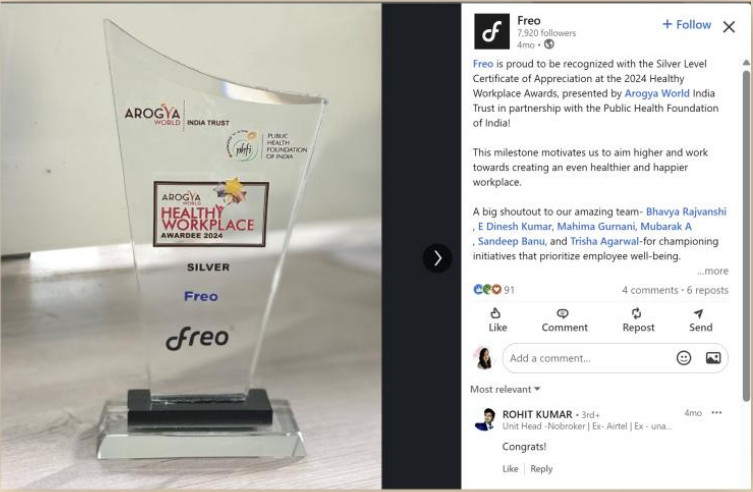 AROGYA
WORLD
INDIA TRUST
phfi
PUBLIC
HEALTH
FOUNDATION
OF INDIA
AROGYA
WORLD
HEALTHY
WORKPLACE
AWARDEE 2024
SILVER
Freo
freo
Freo
7,920 followers
4mo •
+ Follow
Freo is proud to be recognized with the Silver Level
Certificate of Appreciation at the 2024 Healthy
Workplace Awards, presented by Arogya World India
Trust in partnership with the Public Health Foundation
of India!
This milestone motivates us to aim higher and work
towards creating an even healthier and happier
workplace.
A big shoutout to our amazing team- Bhavya Rajvanshi
, E Dinesh Kumar, Mahima Gurnani, Mubarak A
, Sandeep Banu, and Trisha Agarwal-for championing
initiatives that prioritize employee well-being.
...more
91
4 comments • 6 reposts
Like
Comment
Repost
Send
Add a comment...
Most relevant
ROHIT KUMAR • 3rd+
4mo
Unit Head -Nobroker | Ex- Airtel | Ex - una...
Congrats!
Like | Reply